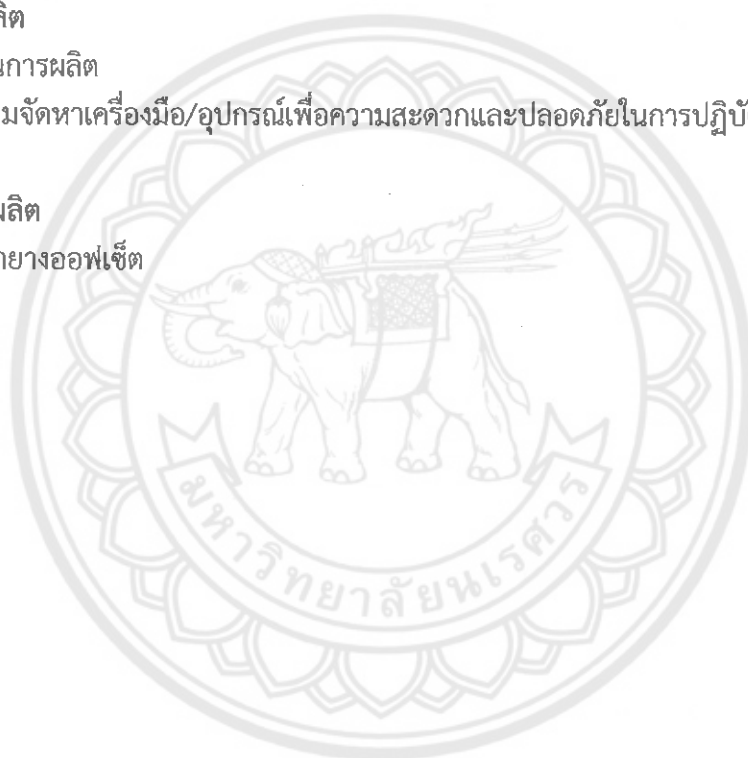 ลิต
นการผลิต
มจัดหาเครื่องมือ/อุปกรณ์เพื่อความสะดวกและปลอดภัยในการปฏิบั
ผลิต
ายางออฟเซ็ต
มหาวิทยาลัยนเรศวร